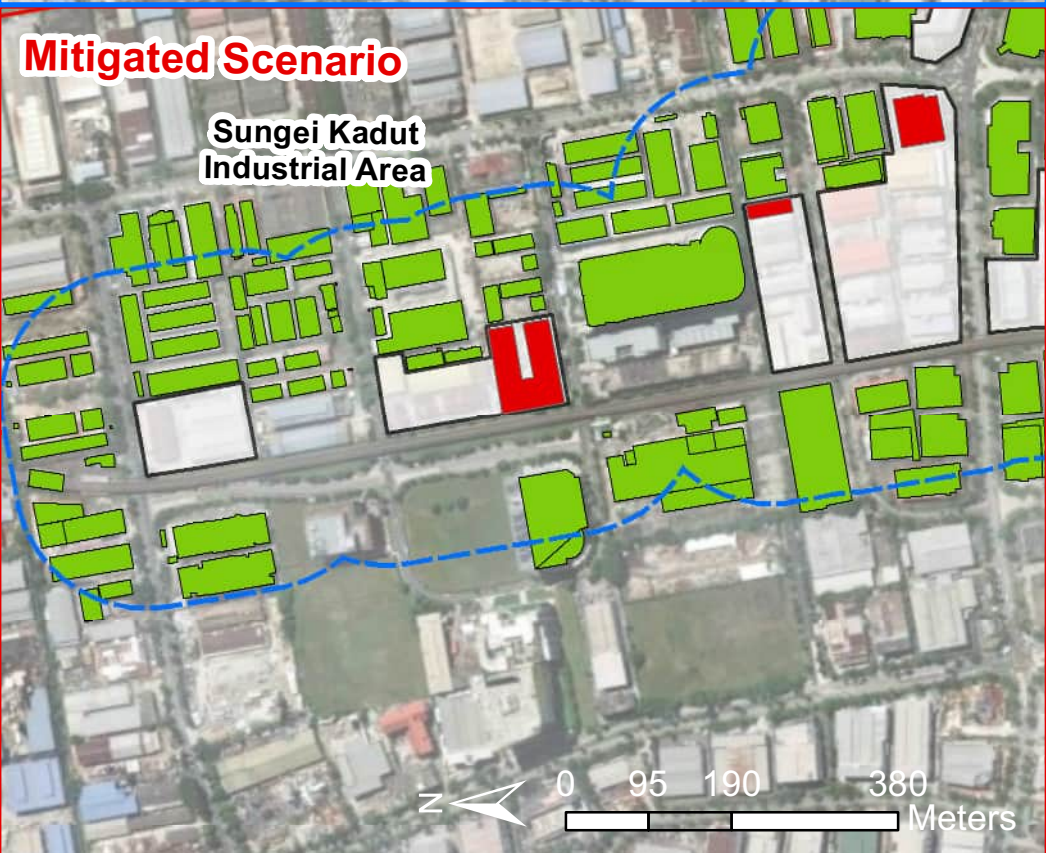 Mitigated Scenario
Sungei Kadut
Industrial Area
0 95 190 380
Meters
N